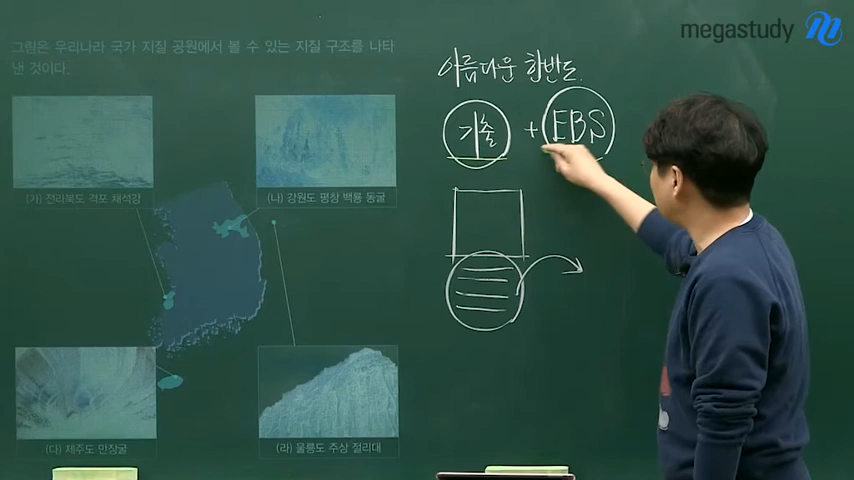 megastudy
그림은 우리나라 국가 지질 공원에서 볼 수 있는 지질 구조를 나타
낸 것이다.
아름다운 한반도.
기출 + EBS
(가) 전라북도 격포 채석강
(나) 강원도 평창 백룡 동굴
(다) 제주도 만장굴
(라) 울릉도 주상 절리대